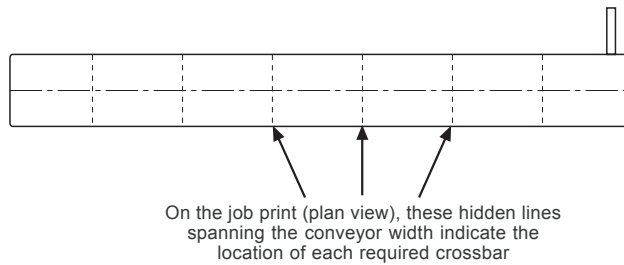 On the job print (plan view), these hidden lines
spanning the conveyor width indicate the
location of each required crossbar